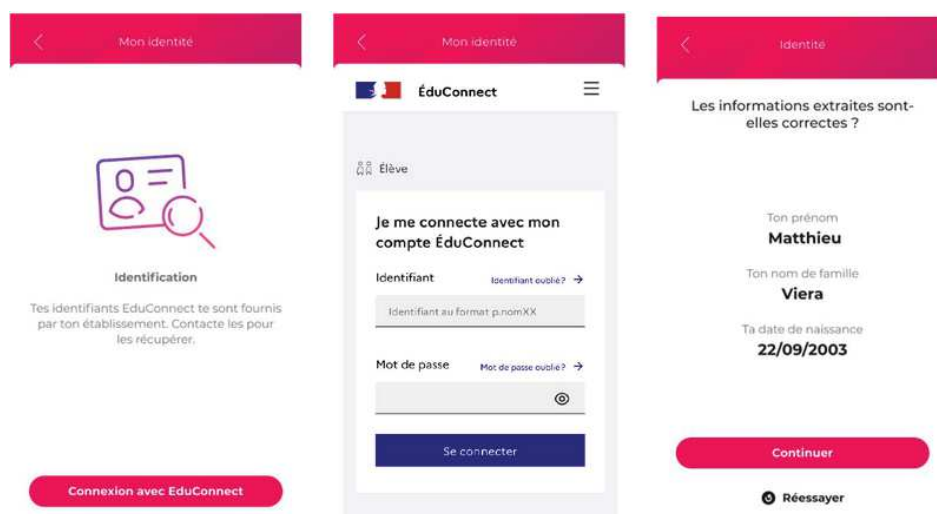 Mon identité
Identification
Tes identifiants EduConnect te sont fournis
par ton établissement. Contacte les pour
les récupérer.
Connexion avec EduConnect
Mon identité
ÉduConnect
Élève
Je me connecte avec mon
compte ÉduConnect
Identifiant
Identifiant oublié?
Identifiant au format p.nomXX
Mot de passe
Mot de passe oublié?
Se connecter
Identité
Les informations extraites sont-
elles correctes ?
Ton prénom
Matthieu
Ton nom de famille
Viera
Ta date de naissance
22/09/2003
Continuer
Réessayer